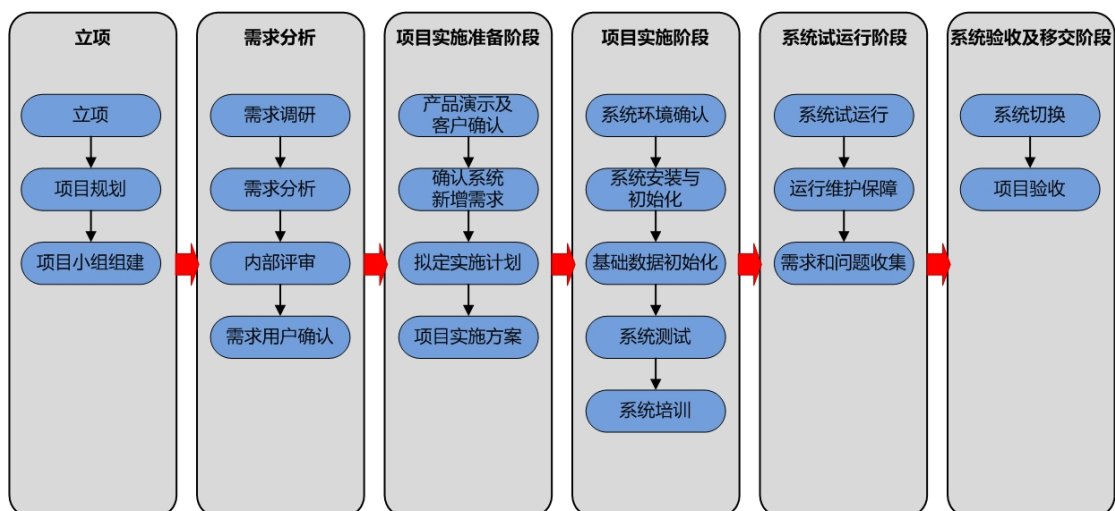 立项
立项
项目规划
项目小组组建
需求分析
需求调研
需求分析
内部评审
需求用户确认
项目实施准备阶段
产品演示及
客户确认
确认系统
新增需求
拟定实施计划
项目实施方案
项目实施阶段
系统环境确认
系统安装与
初始化
基础数据初始化
系统测试
系统培训
系统试运行阶段
系统试运行
运行维护保障
需求和问题收集
系统验收及移交阶段
系统切换
项目验收